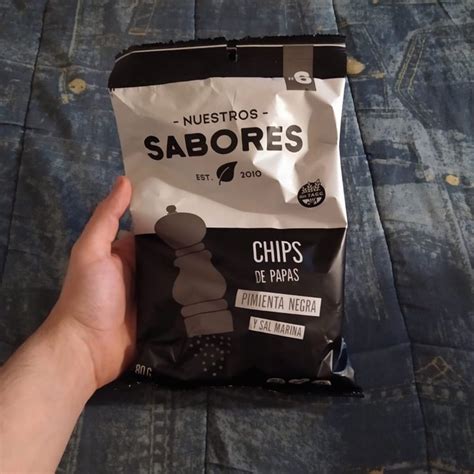 - NUESTROS -
SABORES
EST. 2010
CHIPS
DE PAPAS
PIMIENTA NEGRA
Y SAL MARINA
80 G